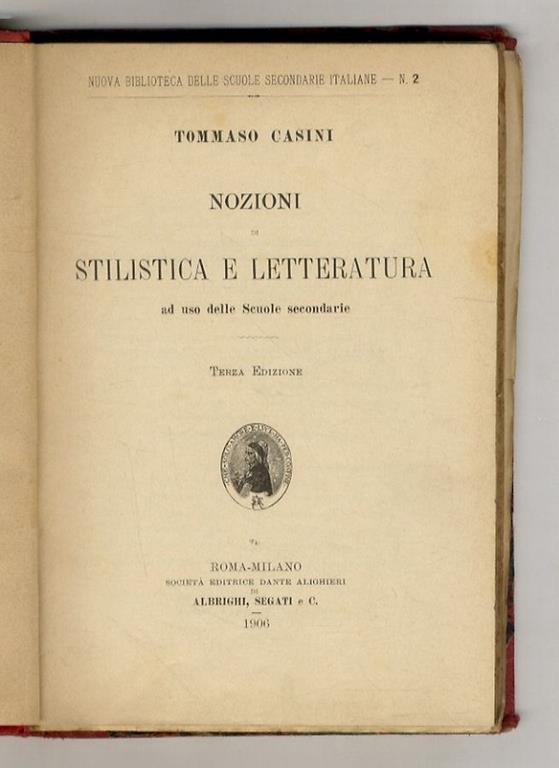 NUOVA BIBLIOTECA DELLE SCUOLE SECONDARIE ITALIANE — N. 2
TOMMASO CASINI
NOZIONI
DI
STILISTICA E LETTERATURA
ad uso delle Scuole secondarie
TERZA EDIZIONE
ROMA-MILANO
SOCIETÀ EDITRICE DANTE ALIGHIERI
DI
ALBRIGHI, SEGATI e C.
1906